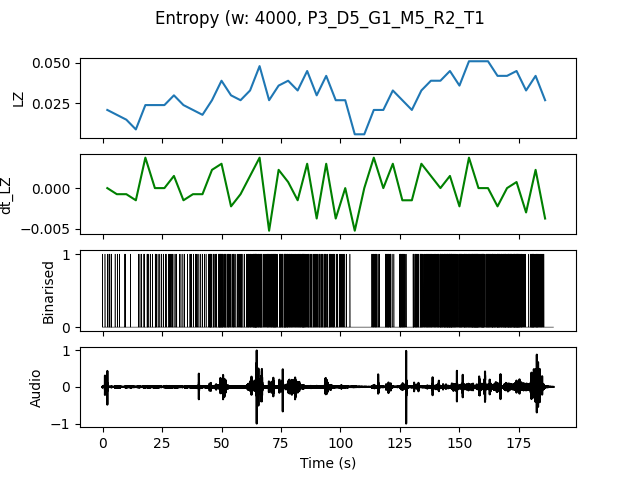 Entropy (w: 4000, P3_D5_G1_M5_R2_T1
0.050
0.025
LZ
0.000
-0.005
dt_LZ
1
0
Binarised
1
0
−1
Audio
0 25 50 75 100 125 150 175
Time (s)